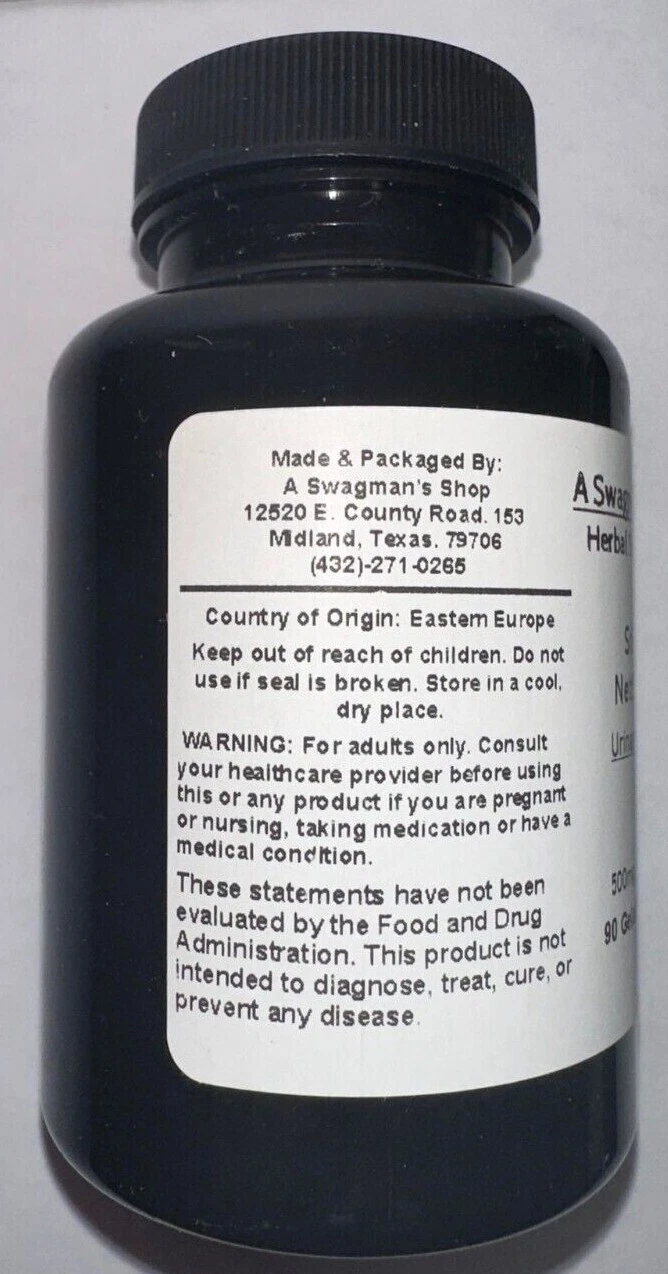 Made & Packaged By:
A Swagman's Shop
12520 E. County Road. 153
Midland, Texas. 79706
(432)-271-0265
Country of Origin: Eastern Europe
Keep out of reach of children. Do not
use if seal is broken. Store in a cool,
dry place.
WARNING: For adults only. Consult
your healthcare provider before using
this or any product if you are pregnant
or nursing, taking medication or have a
medical condition.
These statements have not been
evaluated by the Food and Drug
Administration. This product is not
intended to diagnose, treat, cure, or
prevent any disease.
A
90